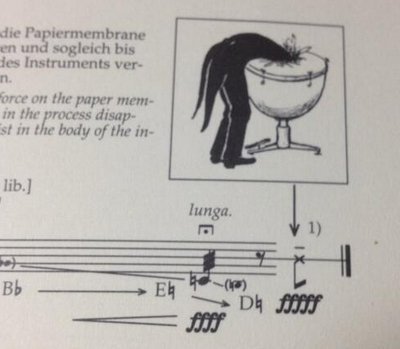 die Papiermembrane
en und sogleich bis
des Instruments ver-
n.
force on the paper mem-
in the process disap-
ist in the body of the in-
lib.]
lunga.
1)
B♭ E♮ D♮
ffff fffff